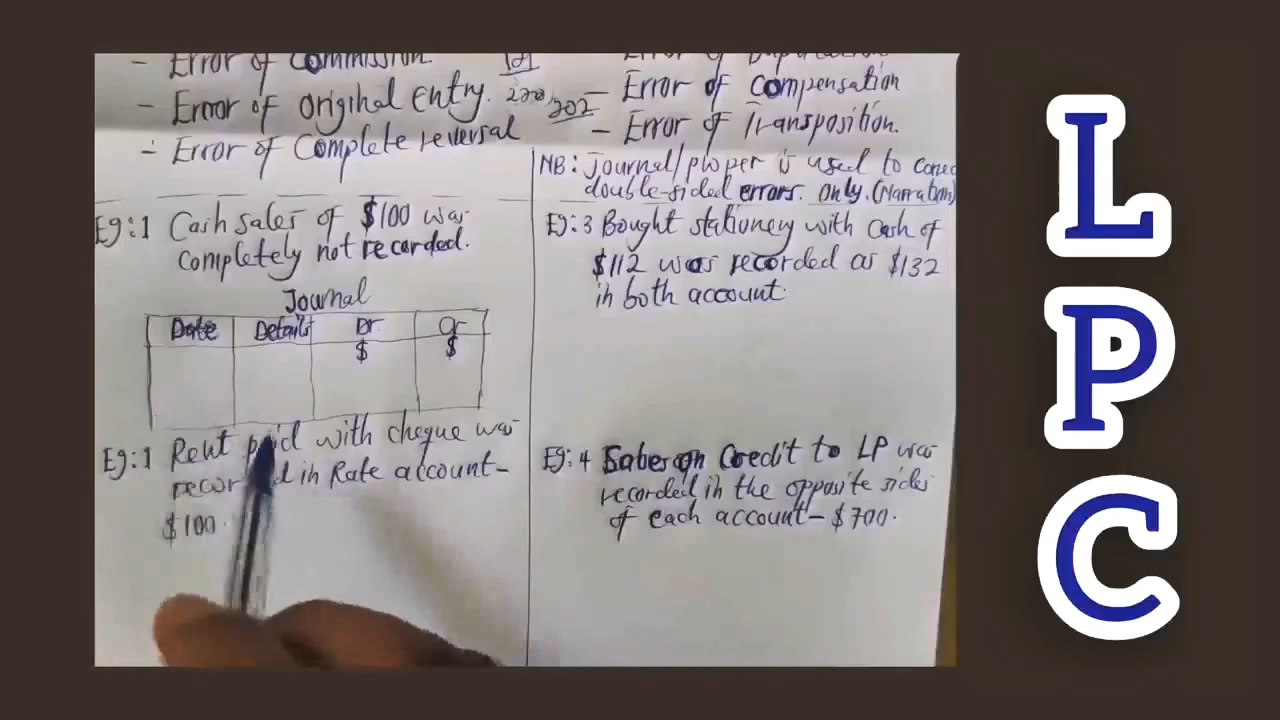 - Error of Commission.
- Error of Original Entry.
- Error of Complete reversal
121
220 202
- Error of Compensation
- Error of Transposition.
NB: Journal/proper is used to
double-sided errors. only. (Narration)
Eg:1 Cash sales of $100 was
completely not recorded.
Journal
Date Details Dr Cr
$ $
Eg:1 Rent paid with cheque was
recorded in Rate account-
$100.
Eg:3 Bought stationery with cash of
$112 was recorded as $132
in both account.
Eg:4 Sales on Credit to LP was
recorded in the opposite sides
of each account- $700.
L
P
C